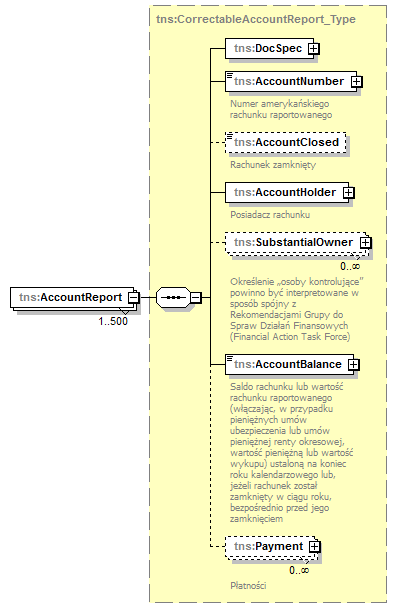 tns:CorrectableAccountReport_Type
tns:DocSpec
tns:AccountNumber
Numer amerykańskiego
rachunku raportowanego
tns:AccountClosed
Rachunek zamknięty
tns:AccountHolder
Posiadacz rachunku
tns:SubstantialOwner
0..∞
Określenie „osoby kontrolujące”
powinno być interpretowane w
sposób spójny z
Rekomendacjami Grupy do
Spraw Działań Finansowych
(Financial Action Task Force)
tns:AccountReport
1..500
tns:AccountBalance
Saldo rachunku lub wartość
rachunku raportowanego
(włączając, w przypadku
pieniężnych umów
ubezpieczenia lub umów
pieniężnej renty okresowej,
wartość pieniężną lub wartość
wykupu) ustaloną na koniec
roku kalendarzowego lub,
jeżeli rachunek został
zamknięty w ciągu roku,
bezpośrednio przed jego
zamknięciem
tns:Payment
0..∞
Płatności